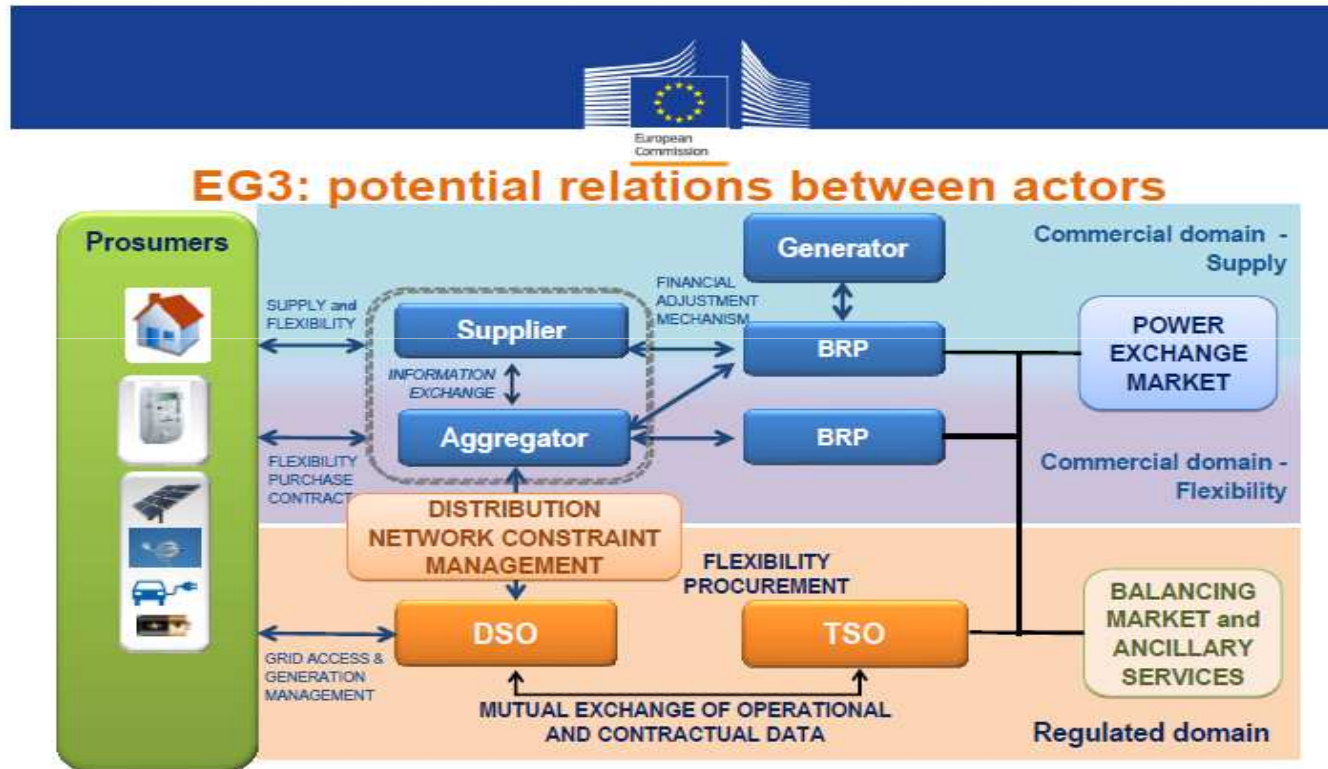 European
Commission
EG3: potential relations between actors
Prosumers
SUPPLY and
FLEXIBILITY
FLEXIBILITY
PURCHASE
CONTRACT
GRID ACCESS &
GENERATION
MANAGEMENT
Supplier
INFORMATION
EXCHANGE
Aggregator
DISTRIBUTION
NETWORK CONSTRAINT
MANAGEMENT
DSO
FINANCIAL
ADJUSTMENT
MECHANISM
Generator
BRP
BRP
FLEXIBILITY
PROCUREMENT
TSO
MUTUAL EXCHANGE OF OPERATIONAL
AND CONTRACTUAL DATA
Commercial domain -
Supply
POWER
EXCHANGE
MARKET
Commercial domain -
Flexibility
BALANCING
MARKET and
ANCILLARY
SERVICES
Regulated domain